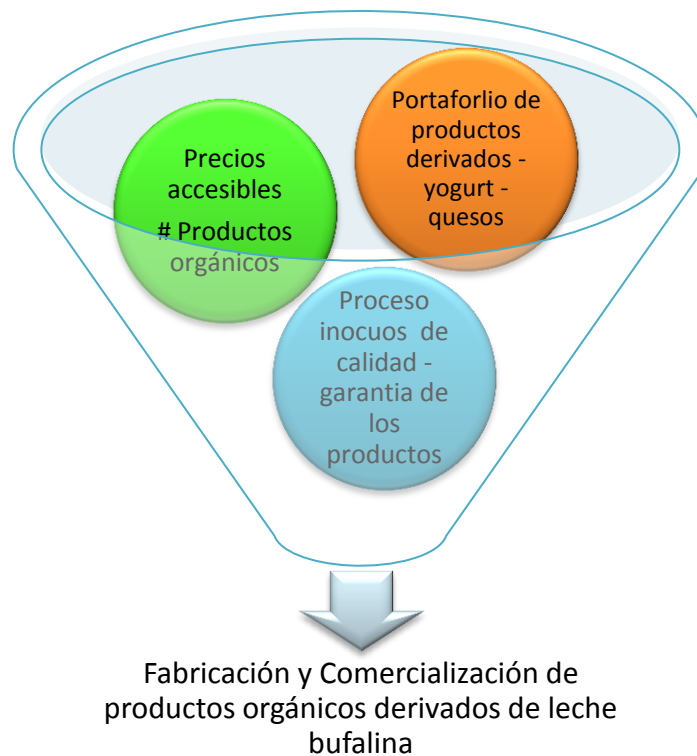 Precios
accesibles
# Productos
orgánicos
Portaforlio de
productos
derivados -
yogurt -
quesos
Proceso
inocuos de
calidad -
garantia de
los
productos
Fabricación y Comercialización de
productos orgánicos derivados de leche
bufalina